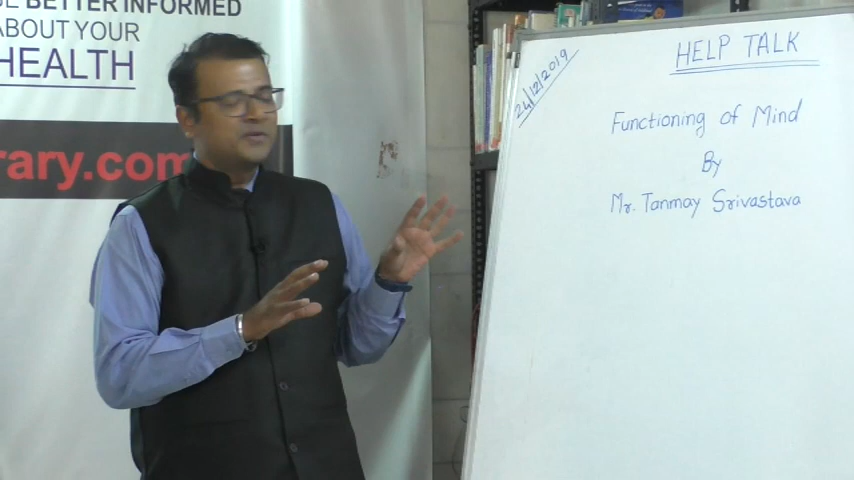 BE BETTER INFORMED
ABOUT YOUR
HEALTH
rary.com
24/12/2019
HELP TALK
Functioning of Mind
By
Mr. Tanmay Srivastava